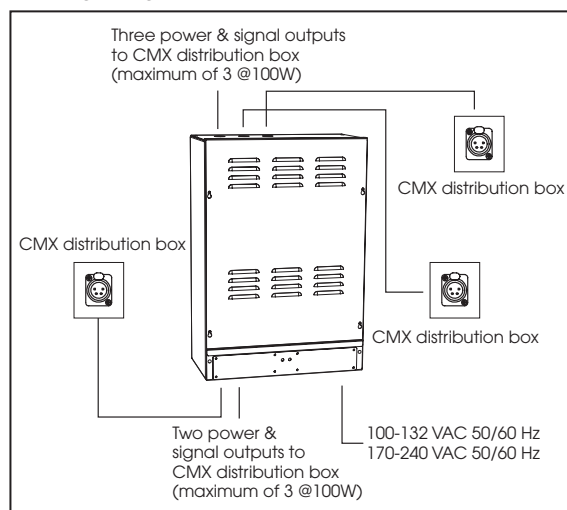 Three power & signal outputs
to CMX distribution box
(maximum of 3 @100W)
CMX distribution box
CMX distribution box
CMX distribution box
Two power &
signal outputs to
CMX distribution box
(maximum of 3 @100W)
100-132 VAC 50/60 Hz
170-240 VAC 50/60 Hz